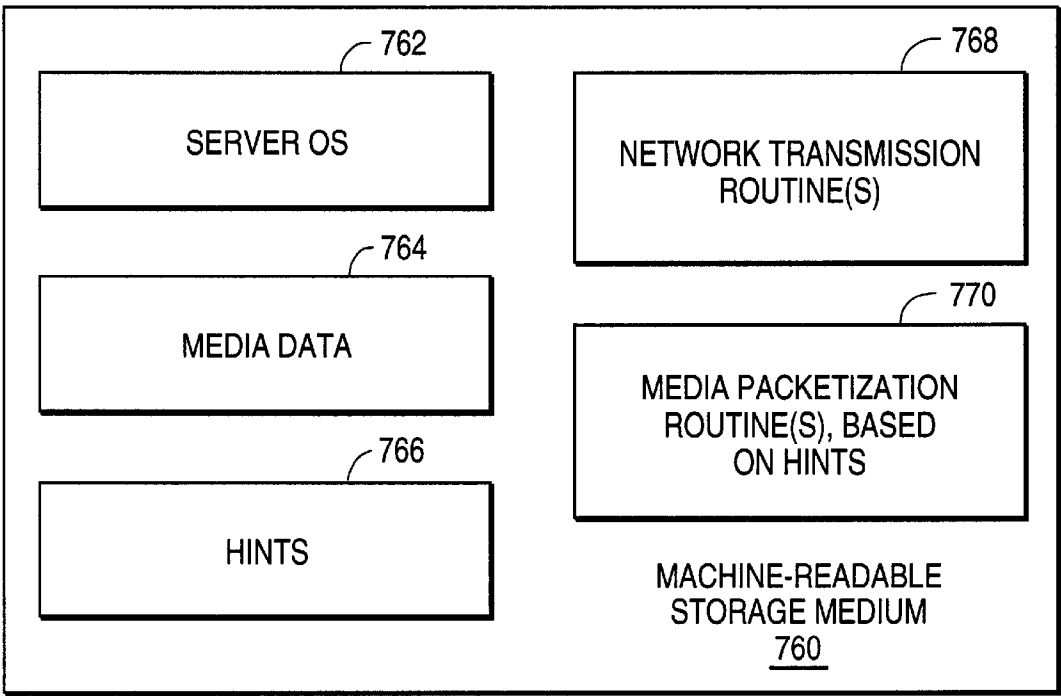 762
SERVER OS
764
MEDIA DATA
766
HINTS
768
NETWORK TRANSMISSION
ROUTINE(S)
770
MEDIA PACKETIZATION
ROUTINE(S), BASED
ON HINTS
MACHINE-READABLE
STORAGE MEDIUM
760